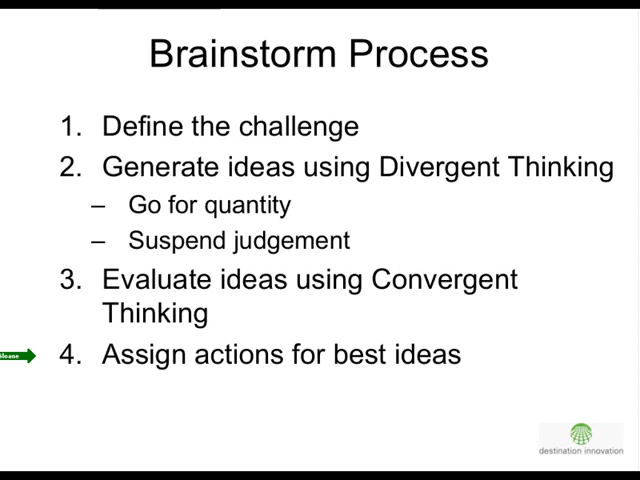 Brainstorm Process
1. Define the challenge
2. Generate ideas using Divergent Thinking
– Go for quantity
– Suspend judgement
3. Evaluate ideas using Convergent
Thinking
Sloane
4. Assign actions for best ideas
destination innovation